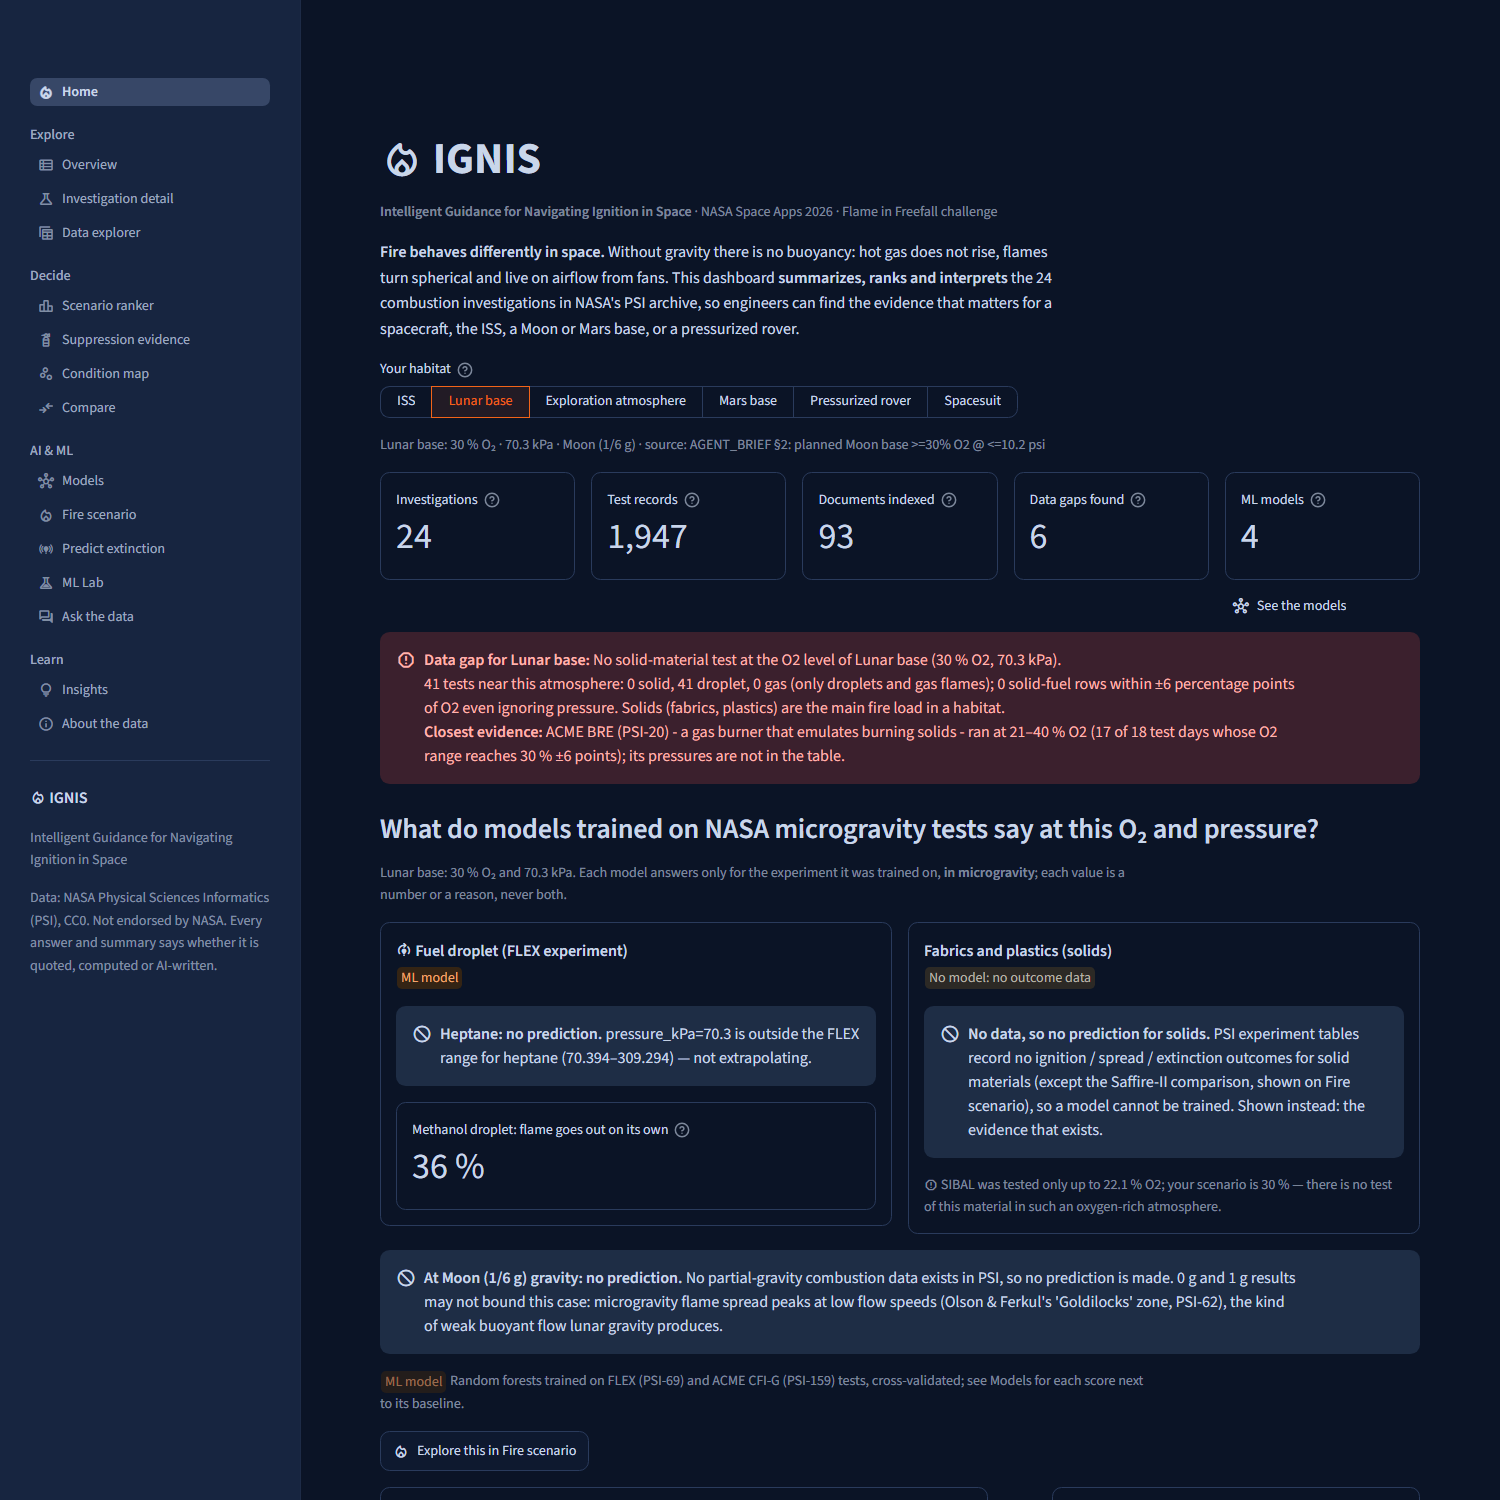 Home
Explore
Overview
Investigation detail
Data explorer
Decide
Scenario ranker
Suppression evidence
Condition map
Compare
AI & ML
Models
Fire scenario
Predict extinction
ML Lab
Ask the data
Learn
Insights
About the data
IGNIS
Intelligent Guidance for Navigating
Ignition in Space
Data: NASA Physical Sciences Informatics
(PSI), CC0. Not endorsed by NASA. Every
answer and summary says whether it is
quoted, computed or AI-written.
IGNIS
Intelligent Guidance for Navigating Ignition in Space · NASA Space Apps 2026 · Flame in Freefall challenge
Fire behaves differently in space. Without gravity there is no buoyancy: hot gas does not rise, flames
turn spherical and live on airflow from fans. This dashboard summarizes, ranks and interprets the 24
combustion investigations in NASA's PSI archive, so engineers can find the evidence that matters for a
spacecraft, the ISS, a Moon or Mars base, or a pressurized rover.
Your habitat
ISS Lunar base Exploration atmosphere Mars base Pressurized rover Spacesuit
Lunar base: 30 % O₂ · 70.3 kPa · Moon (1/6 g) · source: AGENT_BRIEF §2: planned Moon base >=30% O2 @ <=10.2 psi
Investigations
24
Test records
1,947
Documents indexed
93
Data gaps found
6
ML models
4
See the models
Data gap for Lunar base: No solid-material test at the O2 level of Lunar base (30 % O2, 70.3 kPa).
41 tests near this atmosphere: 0 solid, 41 droplet, 0 gas (only droplets and gas flames); 0 solid-fuel rows within ±6 percentage points
of O2 even ignoring pressure. Solids (fabrics, plastics) are the main fire load in a habitat.
Closest evidence: ACME BRE (PSI-20) - a gas burner that emulates burning solids - ran at 21–40 % O2 (17 of 18 test days whose O2
range reaches 30 % ±6 points); its pressures are not in the table.
What do models trained on NASA microgravity tests say at this O₂ and pressure?
Lunar base: 30 % O₂ and 70.3 kPa. Each model answers only for the experiment it was trained on, in microgravity; each value is a
number or a reason, never both.
Fuel droplet (FLEX experiment)
ML model
Heptane: no prediction. pressure_kPa=70.3 is outside the FLEX
range for heptane (70.394–309.294) — not extrapolating.
Methanol droplet: flame goes out on its own
36 %
Fabrics and plastics (solids)
No model: no outcome data
No data, so no prediction for solids. PSI experiment tables
record no ignition / spread / extinction outcomes for solid
materials (except the Saffire-II comparison, shown on Fire
scenario), so a model cannot be trained. Shown instead: the
evidence that exists.
SIBAL was tested only up to 22.1 % O2; your scenario is 30 % — there is no test
of this material in such an oxygen-rich atmosphere.
At Moon (1/6 g) gravity: no prediction. No partial-gravity combustion data exists in PSI, so no prediction is made. 0 g and 1 g results
may not bound this case: microgravity flame spread peaks at low flow speeds (Olson & Ferkul's 'Goldilocks' zone, PSI-62), the kind
of weak buoyant flow lunar gravity produces.
ML model Random forests trained on FLEX (PSI-69) and ACME CFI-G (PSI-159) tests, cross-validated; see Models for each score next
to its baseline.
Explore this in Fire scenario